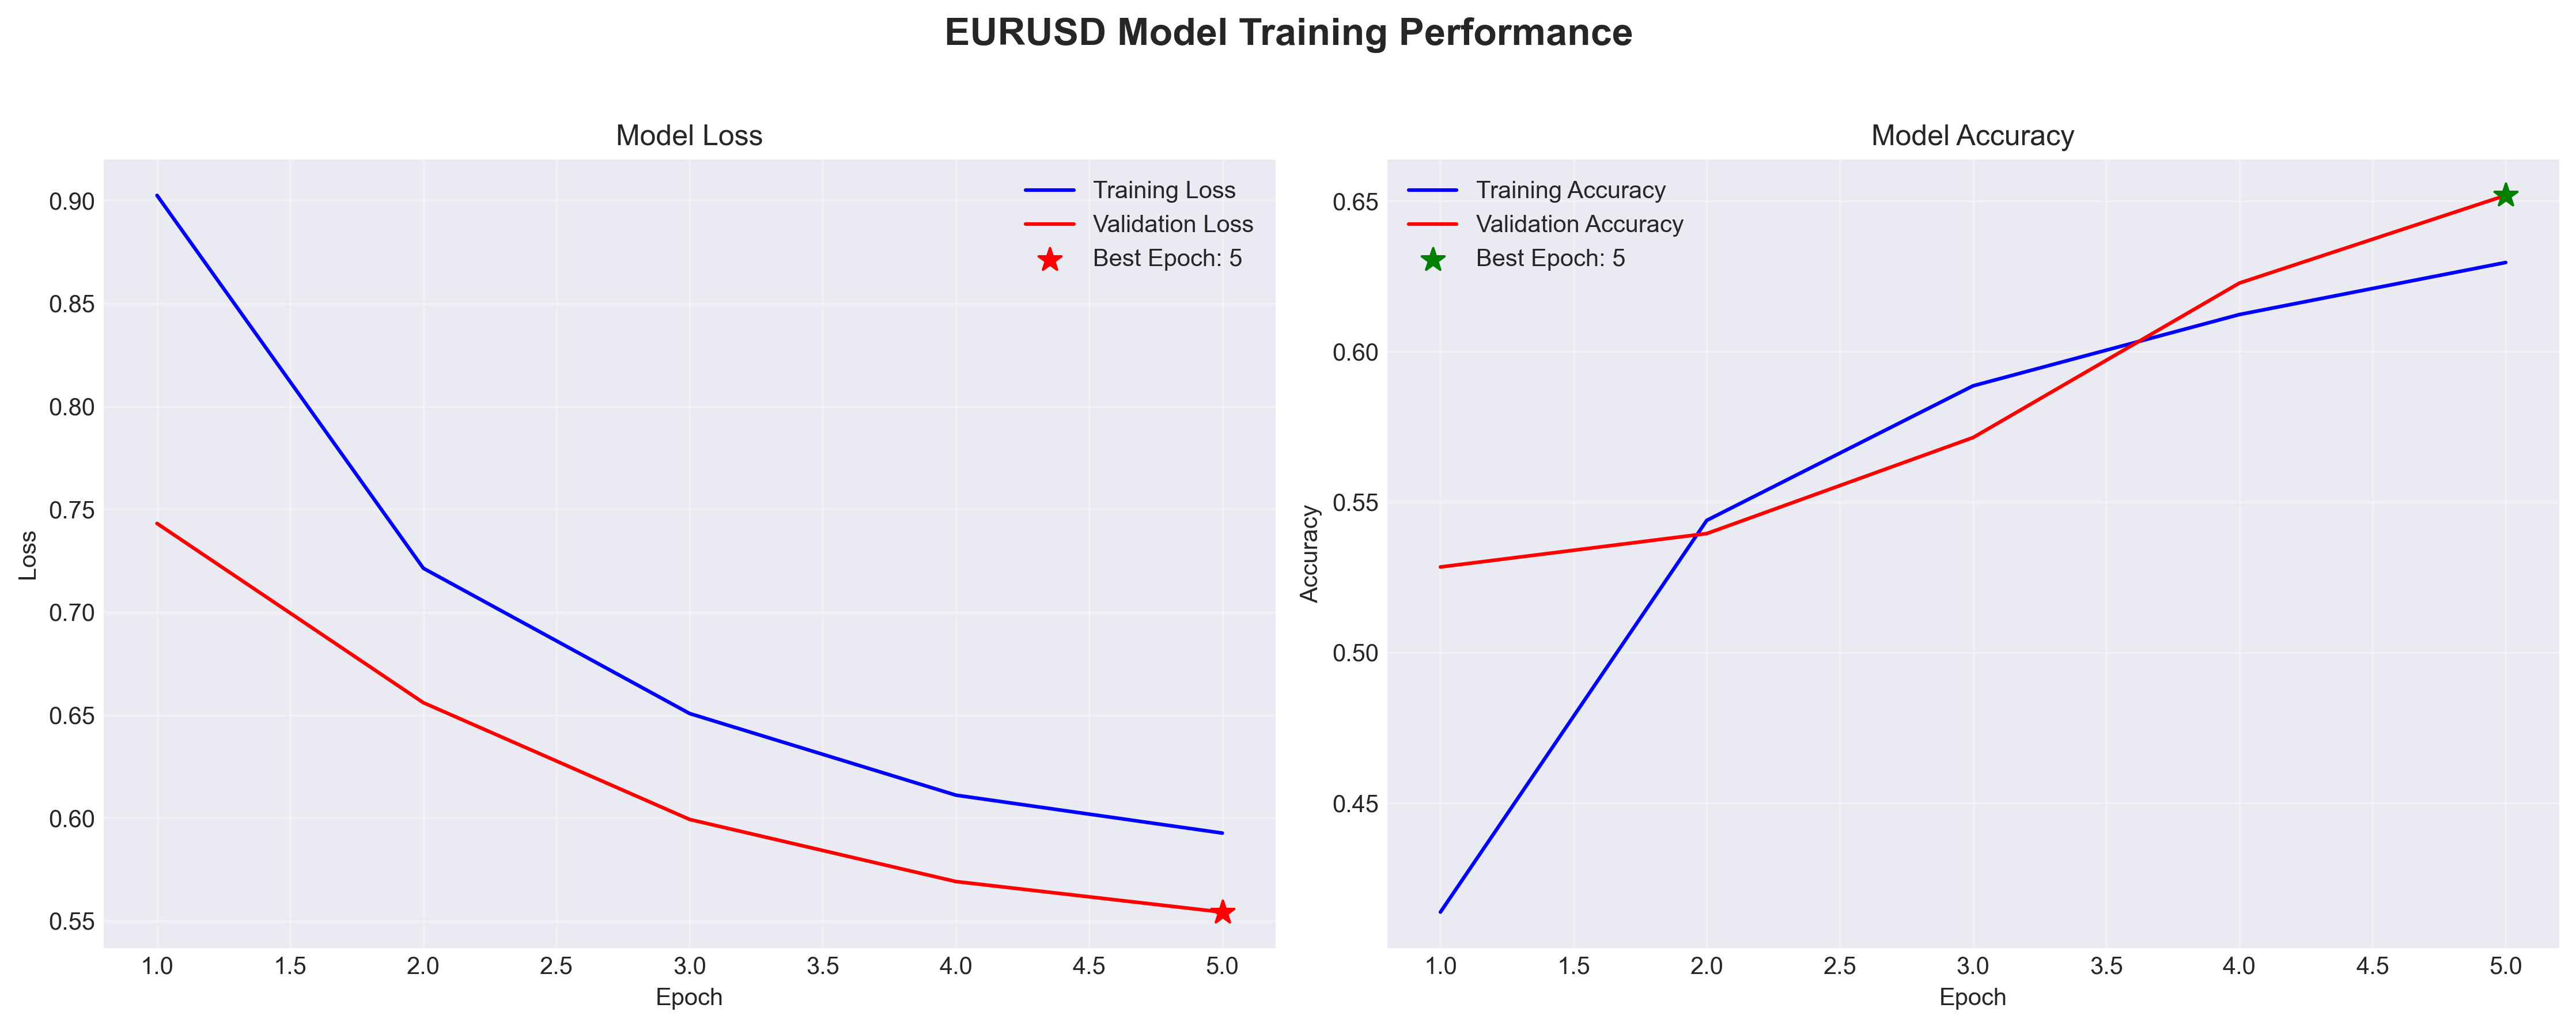 EURUSD Model Training Performance
Model Loss
Training Loss
Validation Loss
Best Epoch: 5
0.90
0.85
0.80
0.75
0.70
0.65
0.60
0.55
Loss
1.0 1.5 2.0 2.5 3.0 3.5 4.0 4.5 5.0
Epoch
Model Accuracy
Training Accuracy
Validation Accuracy
Best Epoch: 5
0.65
0.60
0.55
0.50
0.45
Accuracy
1.0 1.5 2.0 2.5 3.0 3.5 4.0 4.5 5.0
Epoch